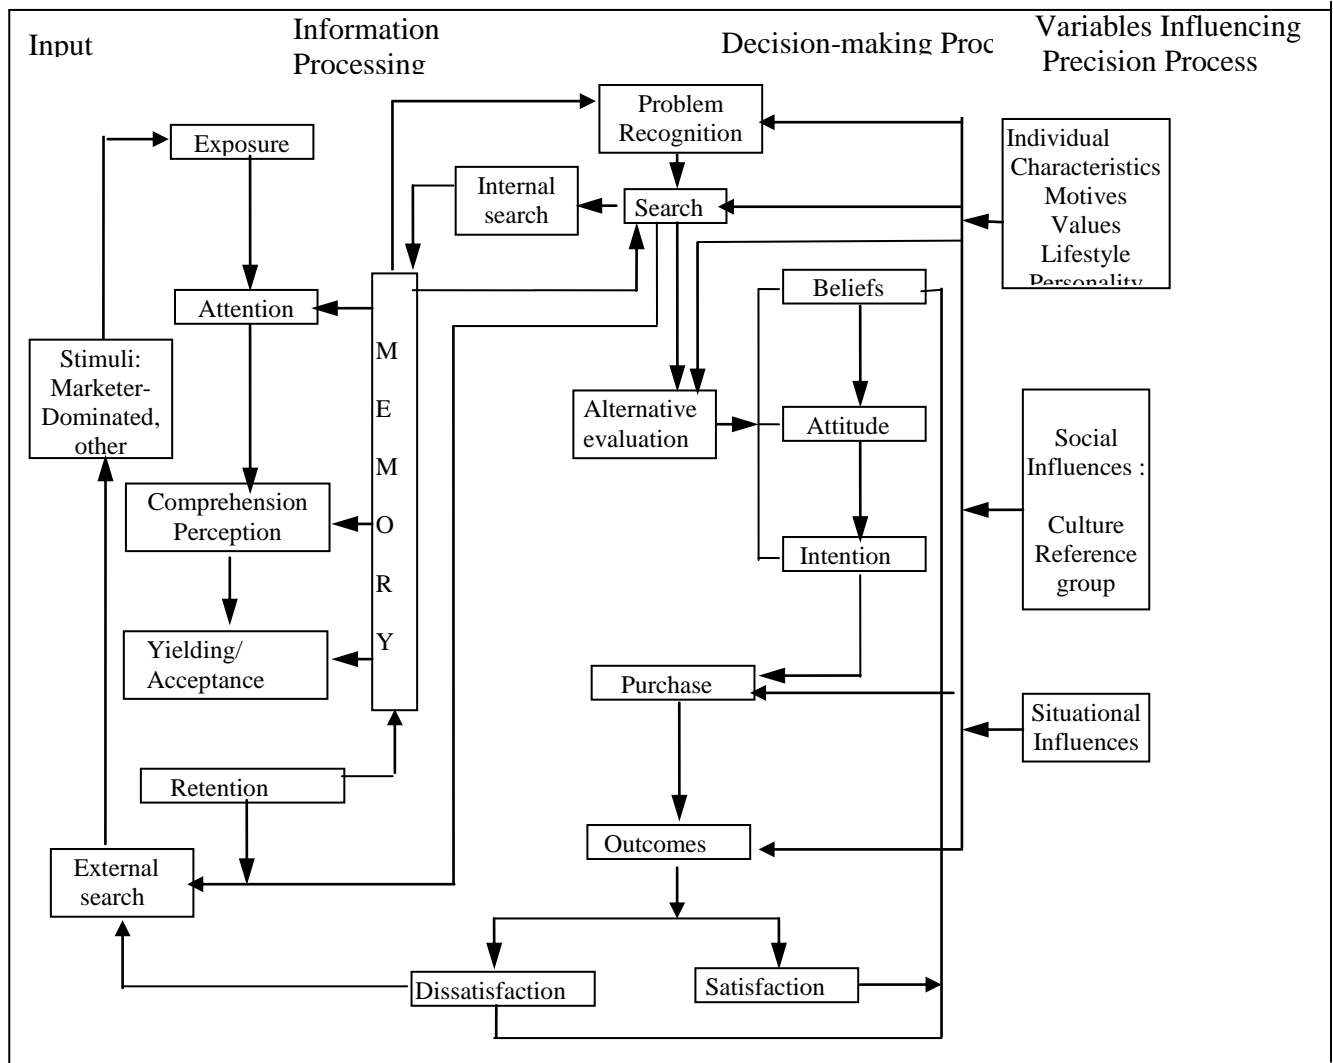 Input
Information
Processing
Decision-making Proc
Variables Influencing
Precision Process
Problem
Recognition
Exposure
Individual
Characteristics
Motives
Values
Lifestyle
Personality
Internal
search
Search
Beliefs
Attention
Stimuli:
Marketer-
Dominated,
other
M
E
M
O
R
Y
Alternative
evaluation
Attitude
Social
Influences :
Culture
Reference
group
Comprehension
Perception
Intention
Yielding/
Acceptance
Purchase
Situational
Influences
Retention
Outcomes
External
search
Dissatisfaction
Satisfaction